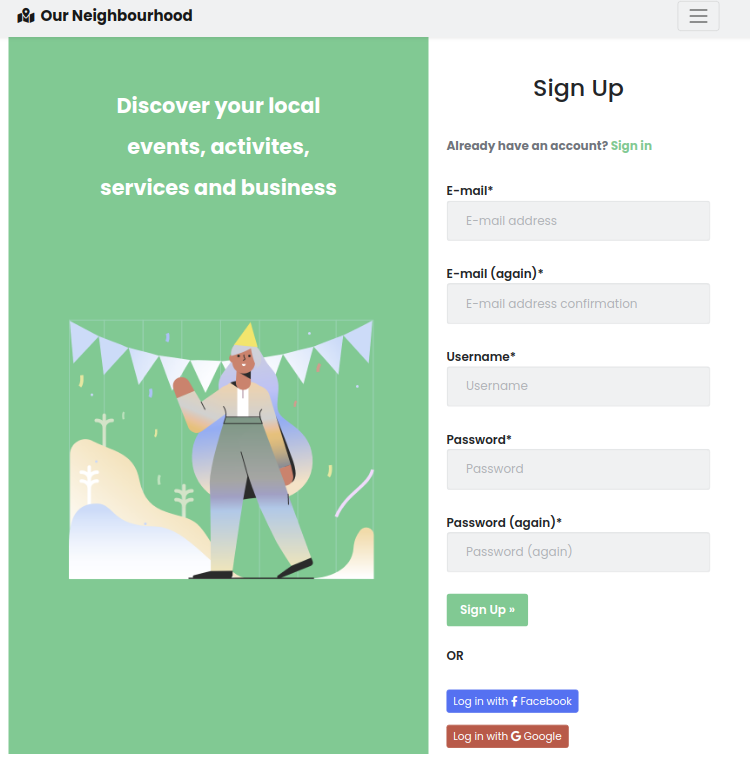 Our Neighbourhood
Discover your local
events, activites,
services and business
Sign Up
Already have an account? Sign in
E-mail*
E-mail address
E-mail (again)*
E-mail address confirmation
Username*
Username
Password*
Password
Password (again)*
Password (again)
Sign Up »
OR
Log in with f Facebook
Log in with G Google